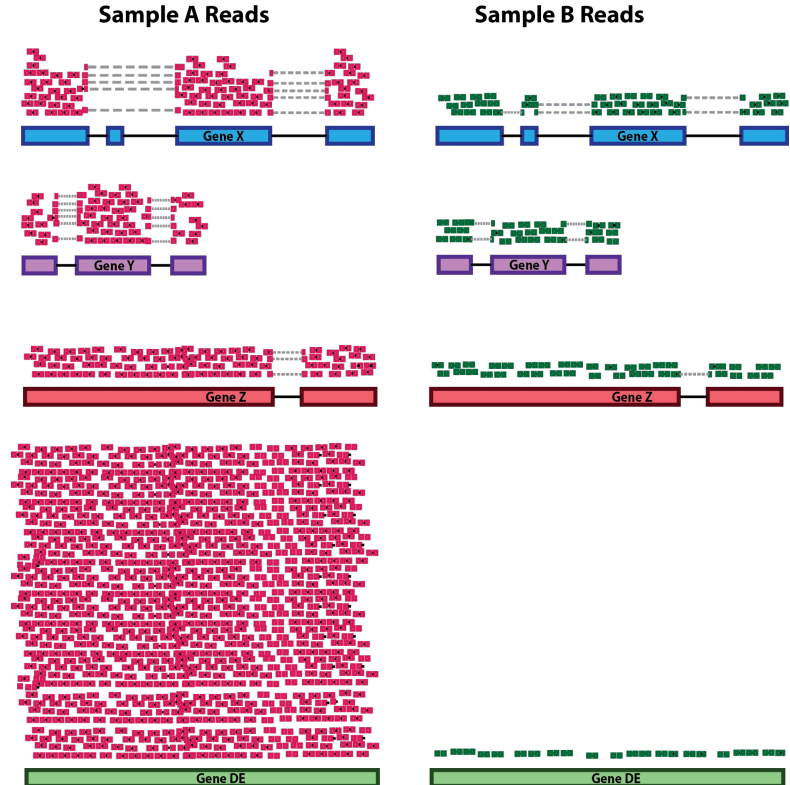 Sample A Reads
Sample B Reads
Gene X
Gene X
Gene Y
Gene Y
Gene Z
Gene Z
Gene DE
Gene DE